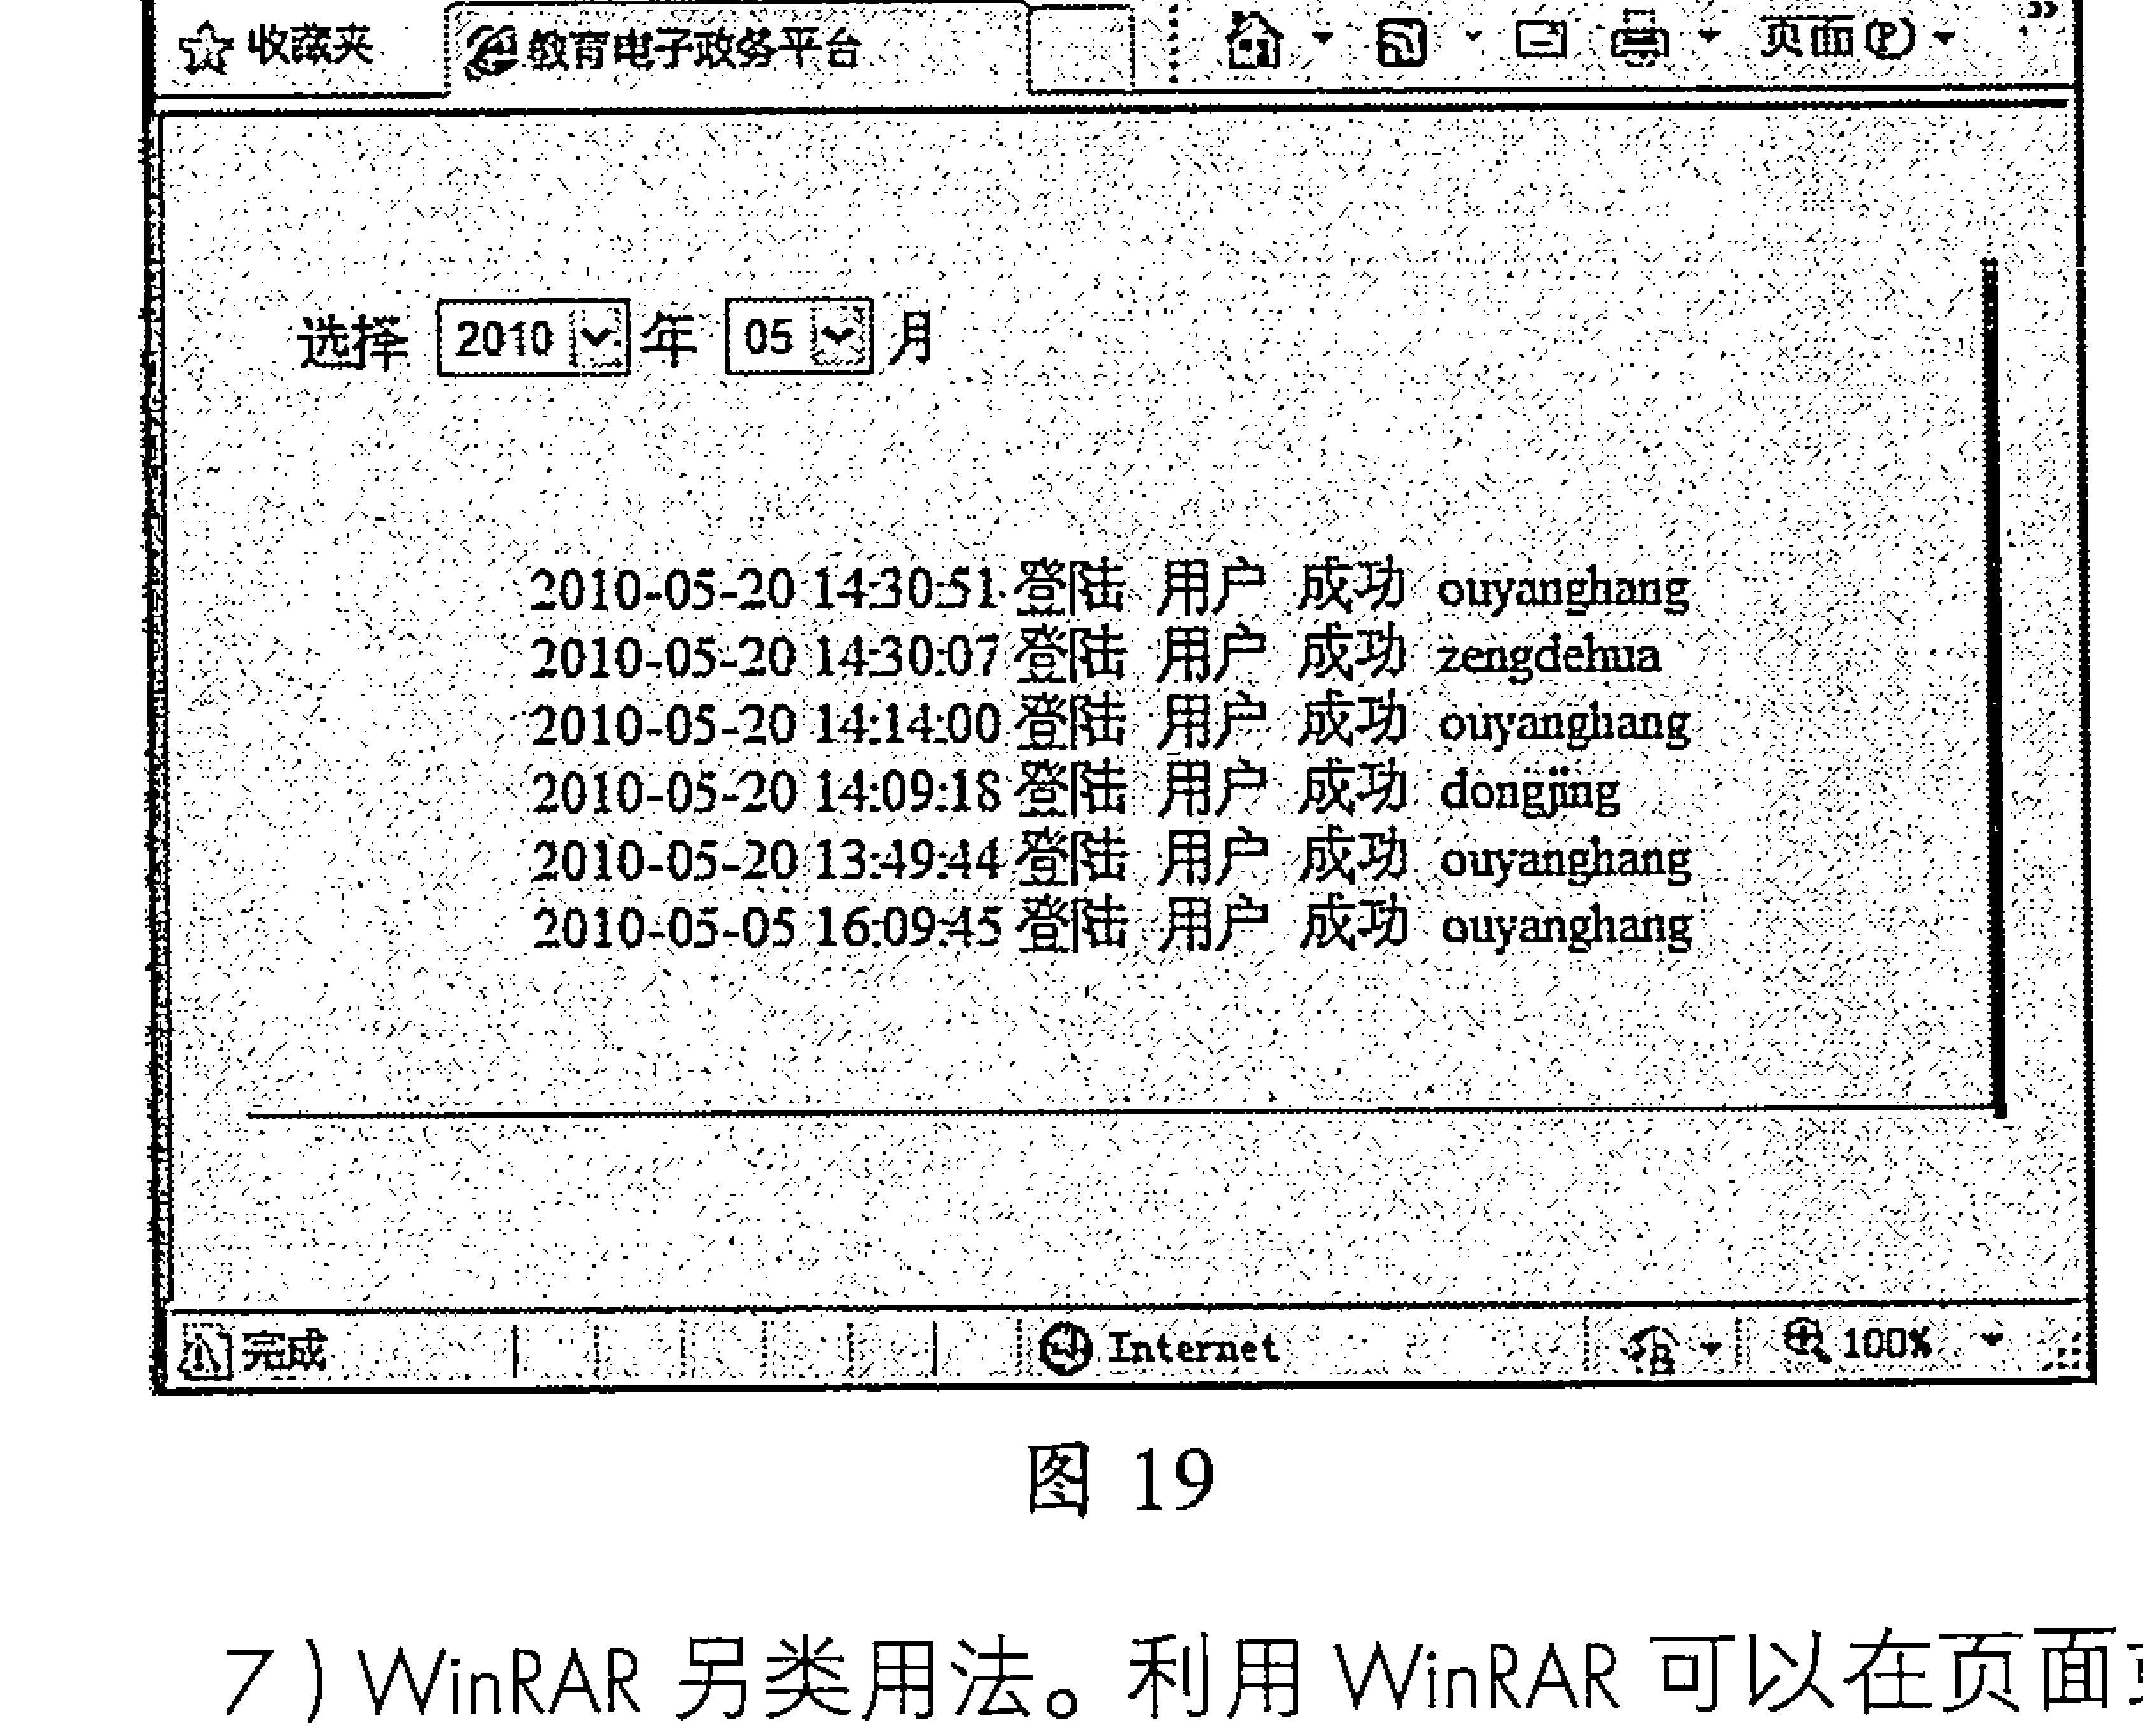 收藏夹 教育电子政务平台 页面(P) »
选择 2010 年 05 月
2010-05-20 14:30:51 登陆 用户 成功 ouyanghang
2010-05-20 14:30:07 登陆 用户 成功 zengdehua
2010-05-20 14:14:00 登陆 用户 成功 ouyanghang
2010-05-20 14:09:18 登陆 用户 成功 dongjing
2010-05-20 13:49:44 登陆 用户 成功 ouyanghang
2010-05-05 16:09:45 登陆 用户 成功 ouyanghang
完成 Internet 100%
图 19
7）WinRAR 另类用法。利用 WinRAR 可以在页面